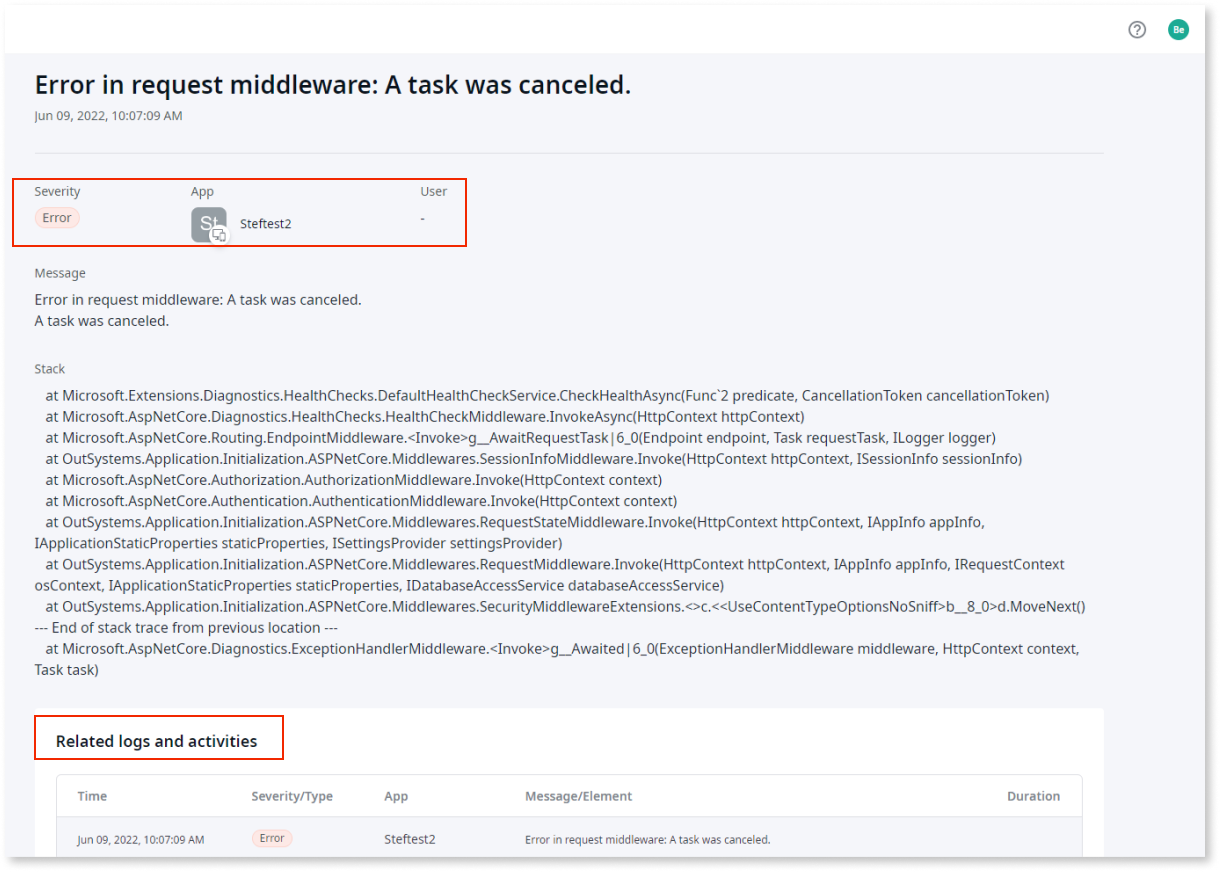 Be
Error in request middleware: A task was canceled.
Jun 09, 2022, 10:07:09 AM
Severity App User
Error St Steftest2 -
Message
Error in request middleware: A task was canceled.
A task was canceled.
Stack
at Microsoft.Extensions.Diagnostics.HealthChecks.DefaultHealthCheckService.CheckHealthAsync(Func`2 predicate, CancellationToken cancellationToken)
at Microsoft.AspNetCore.Diagnostics.HealthChecks.HealthCheckMiddleware.InvokeAsync(HttpContext httpContext)
at Microsoft.AspNetCore.Routing.EndpointMiddleware.<Invoke>g__AwaitRequestTask|6_0(Endpoint endpoint, Task requestTask, ILogger logger)
at OutSystems.Application.Initialization.ASPNetCore.Middlewares.SessionInfoMiddleware.Invoke(HttpContext httpContext, ISessionInfo sessionInfo)
at Microsoft.AspNetCore.Authorization.AuthorizationMiddleware.Invoke(HttpContext context)
at Microsoft.AspNetCore.Authentication.AuthenticationMiddleware.Invoke(HttpContext context)
at OutSystems.Application.Initialization.ASPNetCore.Middlewares.RequestStateMiddleware.Invoke(HttpContext httpContext, IAppInfo appInfo,
IApplicationStaticProperties staticProperties, ISettingsProvider settingsProvider)
at OutSystems.Application.Initialization.ASPNetCore.Middlewares.RequestMiddleware.Invoke(HttpContext httpContext, IAppInfo appInfo, IRequestContext
osContext, IApplicationStaticProperties staticProperties, IDatabaseAccessService databaseAccessService)
at OutSystems.Application.Initialization.ASPNetCore.Middlewares.SecurityMiddlewareExtensions.<>c.<<UseContentTypeOptionsNoSniff>b__8_0>d.MoveNext()
--- End of stack trace from previous location ---
at Microsoft.AspNetCore.Diagnostics.ExceptionHandlerMiddleware.<Invoke>g__Awaited|6_0(ExceptionHandlerMiddleware middleware, HttpContext context,
Task task)
Related logs and activities
Time Severity/Type App Message/Element Duration
Jun 09, 2022, 10:07:09 AM Error Steftest2 Error in request middleware: A task was canceled.